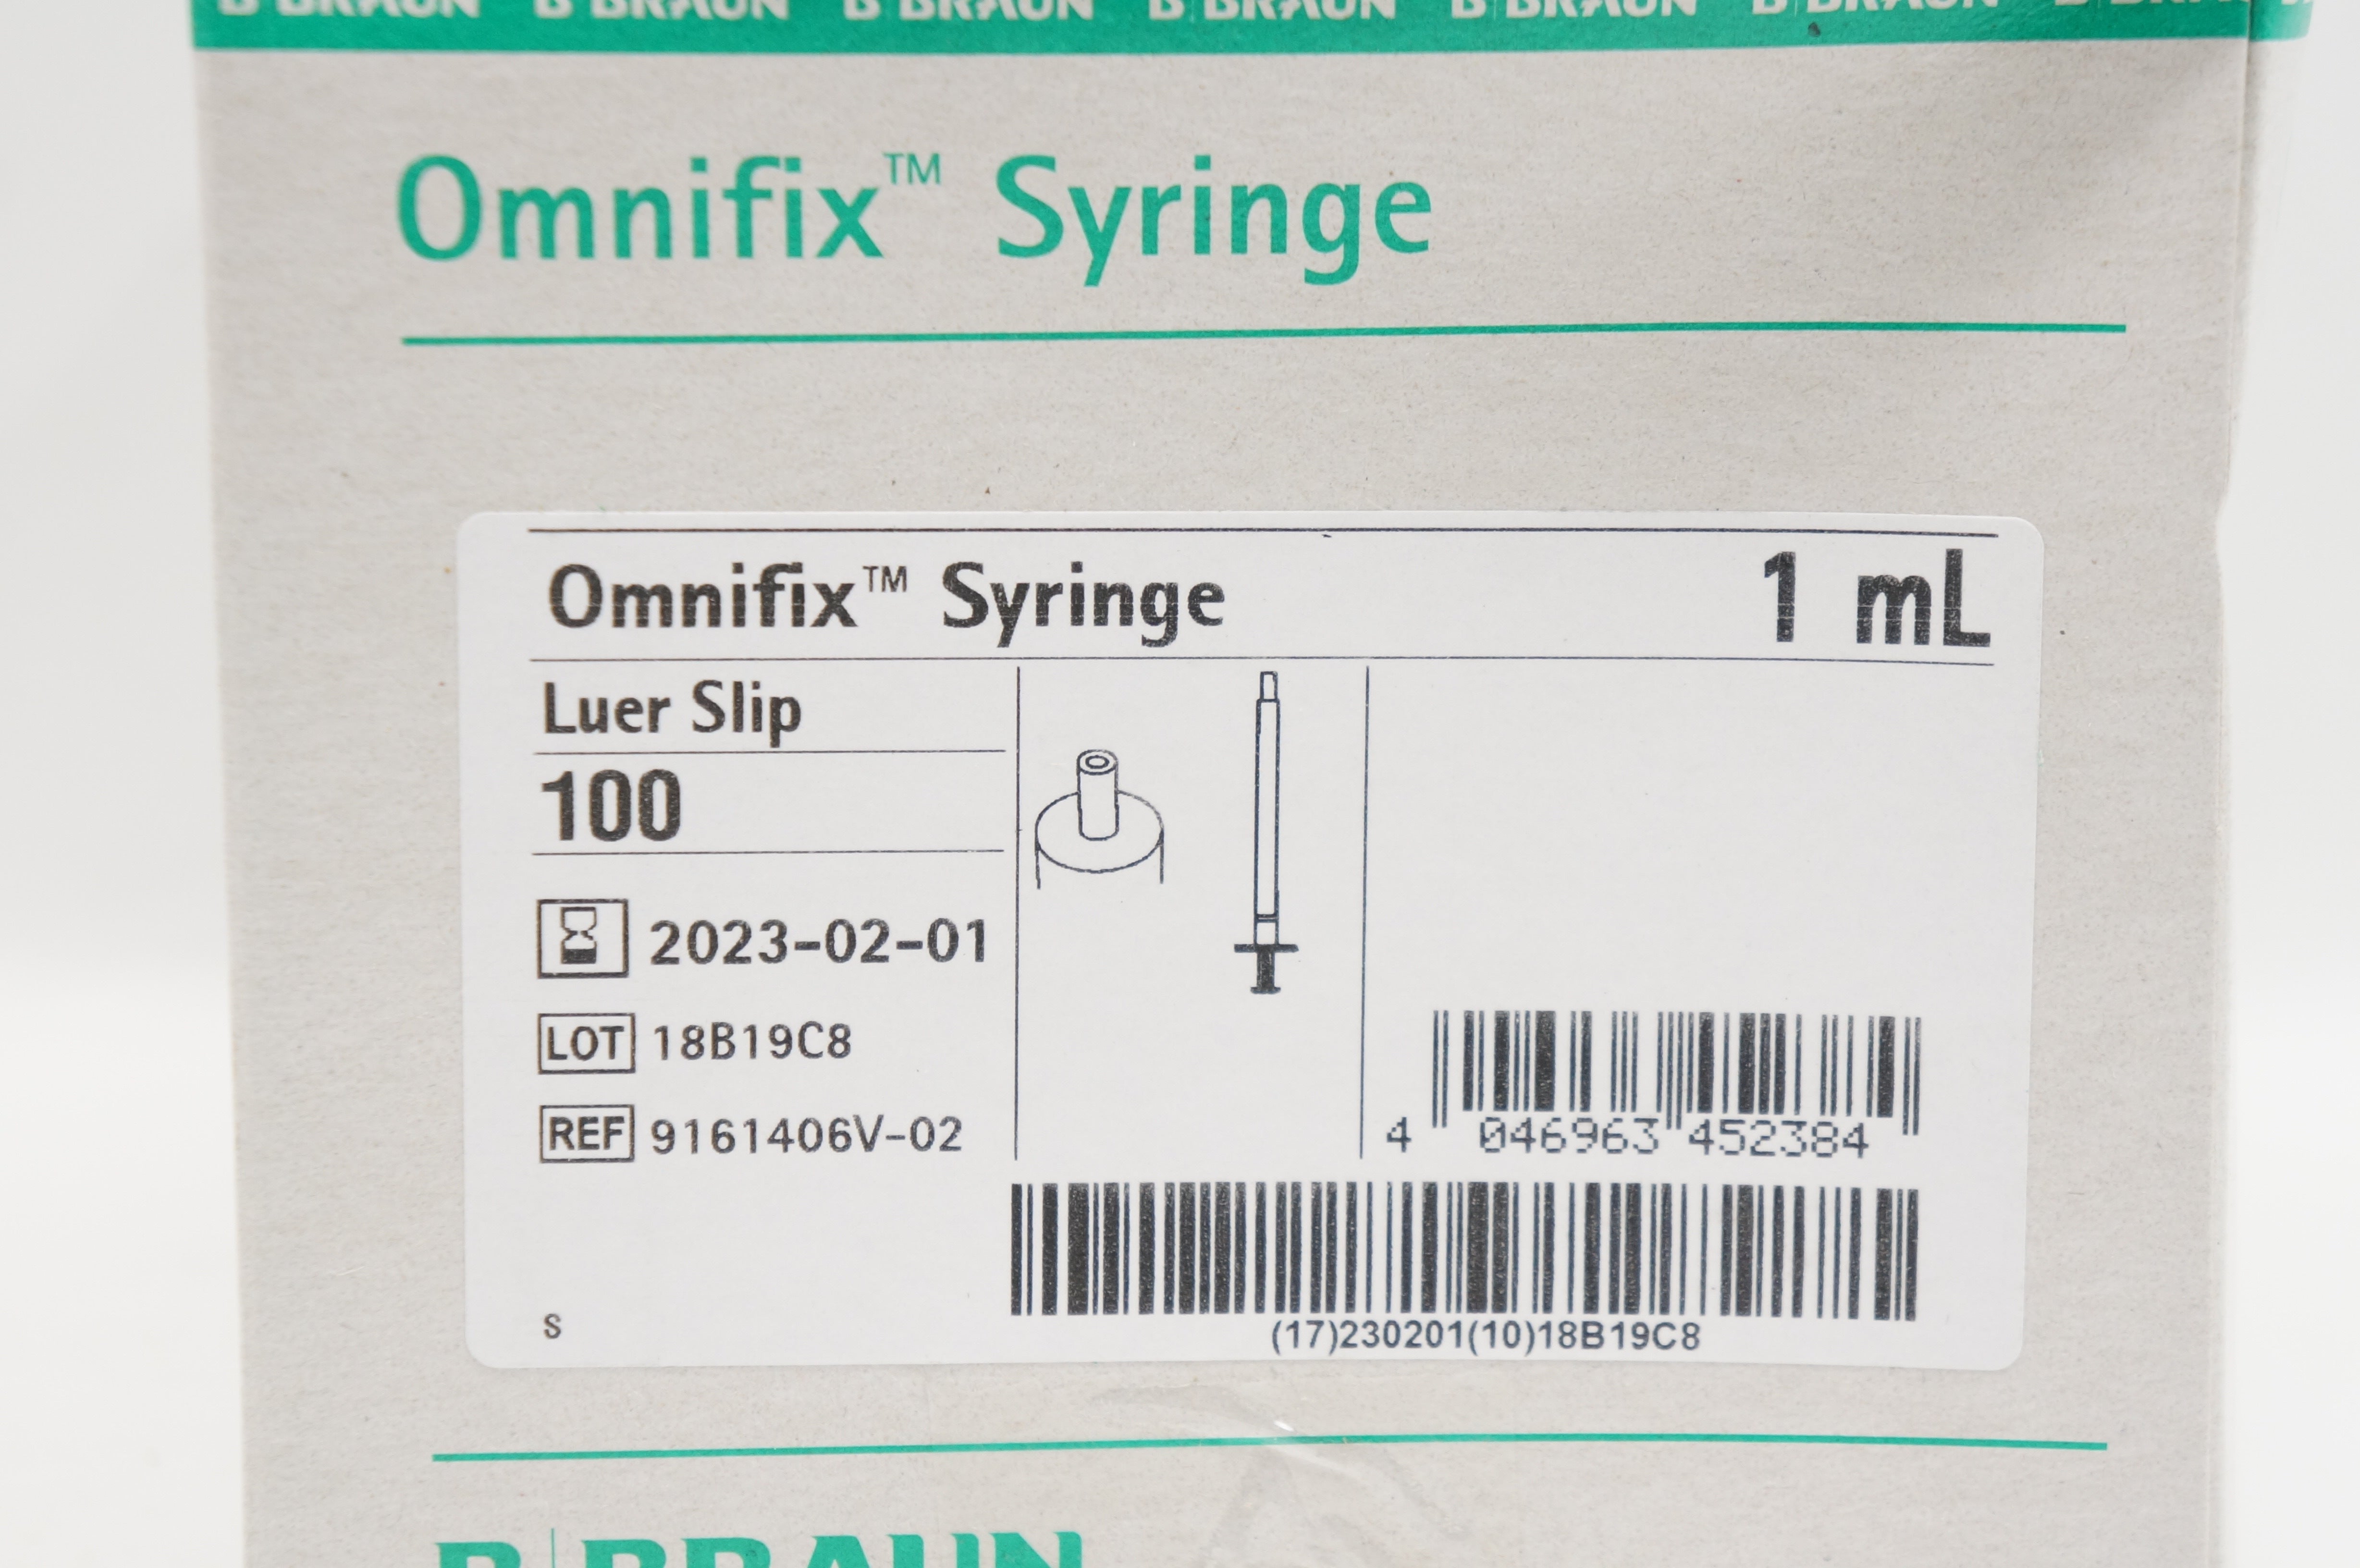 B BRAUN B BRAUN B BRAUN B BRAUN B BRAUN B BRAUN
Omnifix™ Syringe
Omnifix™ Syringe 1 mL
Luer Slip
100
2023-02-01
LOT 18B19C8
REF 9161406V-02
4 046963 452384
(17)230201(10)18B19C8
S
B BRAUN